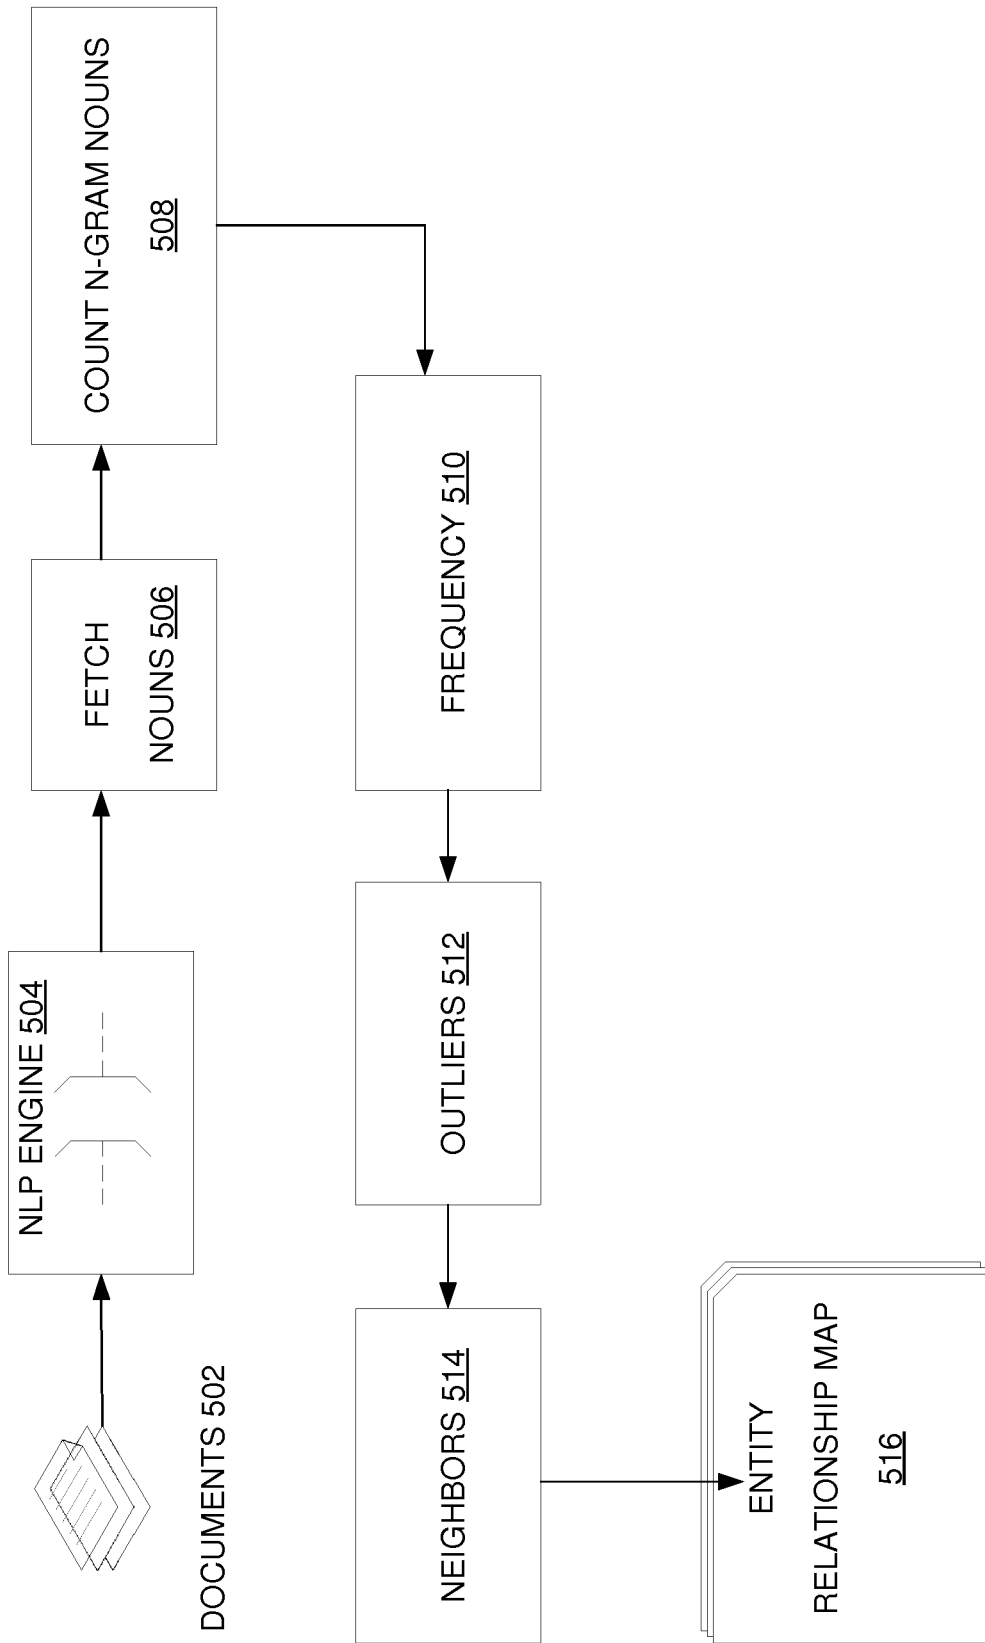 DOCUMENTS 502
NLP ENGINE 504
FETCH
NOUNS 506
COUNT N-GRAM NOUNS
508
FREQUENCY 510
OUTLIERS 512
NEIGHBORS 514
ENTITY
RELATIONSHIP MAP
516